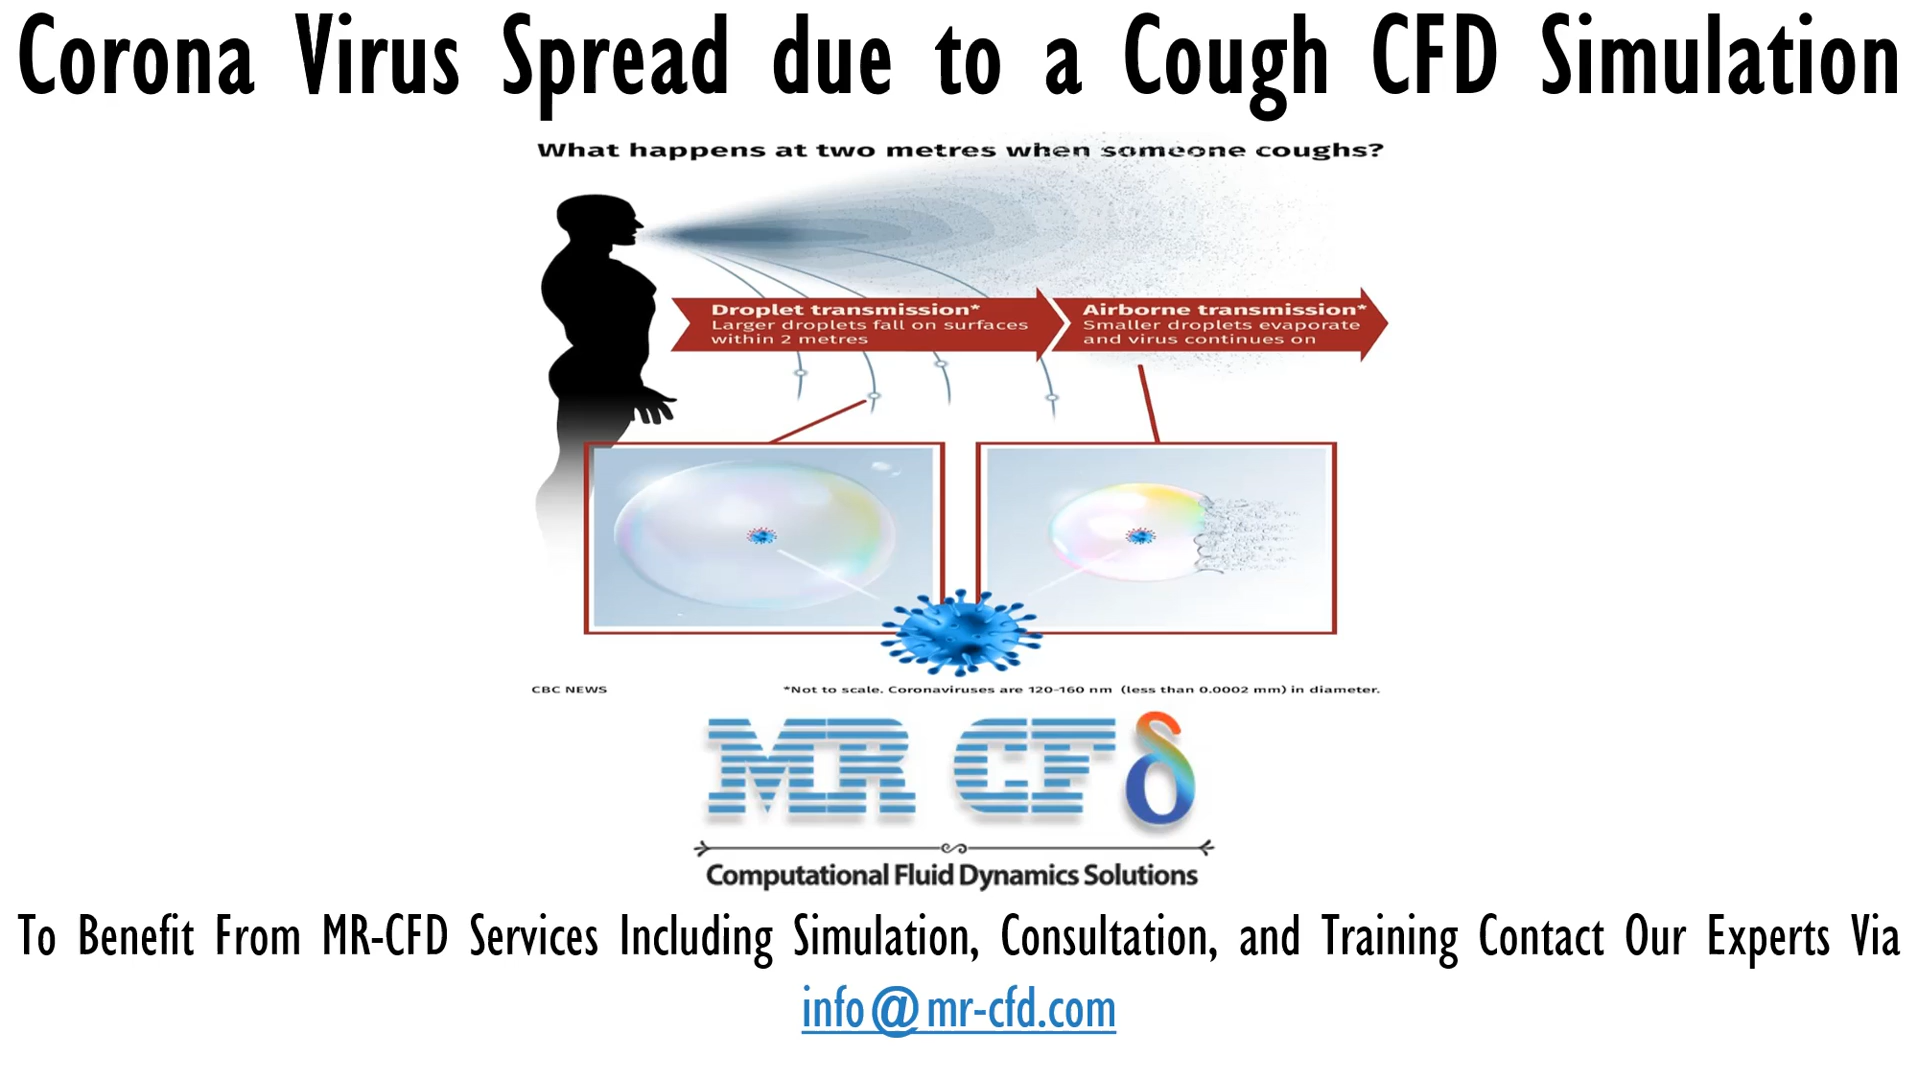 Corona Virus Spread due to a Cough CFD Simulation
What happens at two metres when someone coughs?
Droplet transmission*
Larger droplets fall on surfaces
within 2 metres
Airborne transmission*
Smaller droplets evaporate
and virus continues on
CBC NEWS
*Not to scale. Coronaviruses are 120-160 nm (less than 0.0002 mm) in diameter.
MR CFδ
Computational Fluid Dynamics Solutions
To Benefit From MR-CFD Services Including Simulation, Consultation, and Training Contact Our Experts Via
info@mr-cfd.com